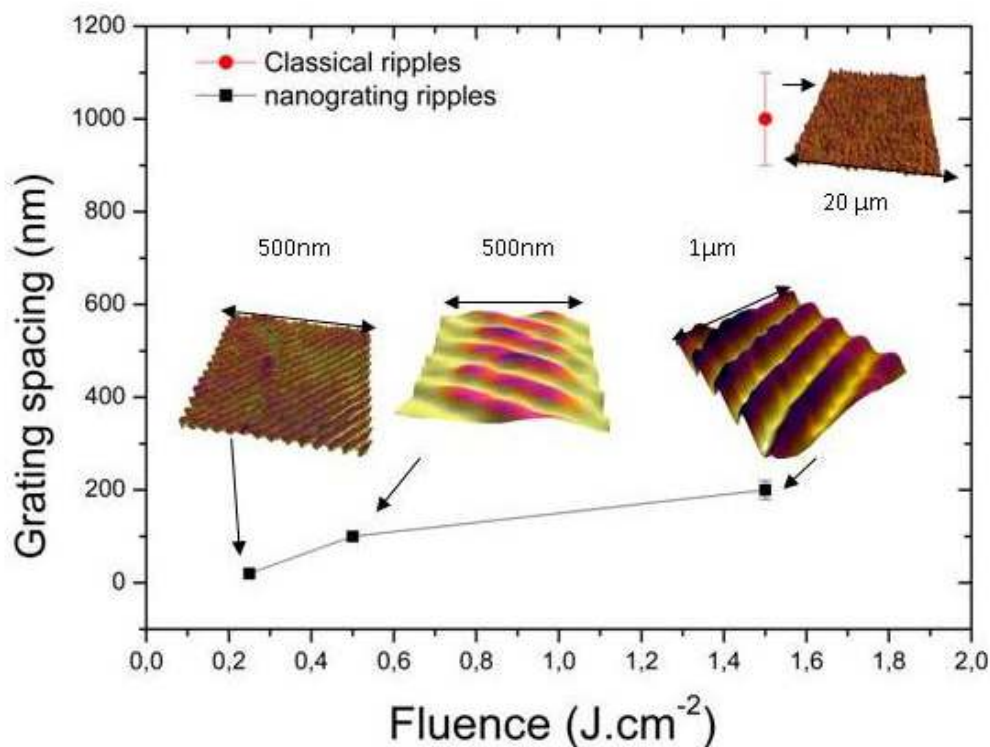 1200
1000
800
600
400
200
0
Grating spacing (nm)
Classical ripples
nanograting ripples
20 µm
500nm
500nm
1µm
0,0 0,2 0,4 0,6 0,8 1,0 1,2 1,4 1,6 1,8 2,0
Fluence (J.cm⁻²)